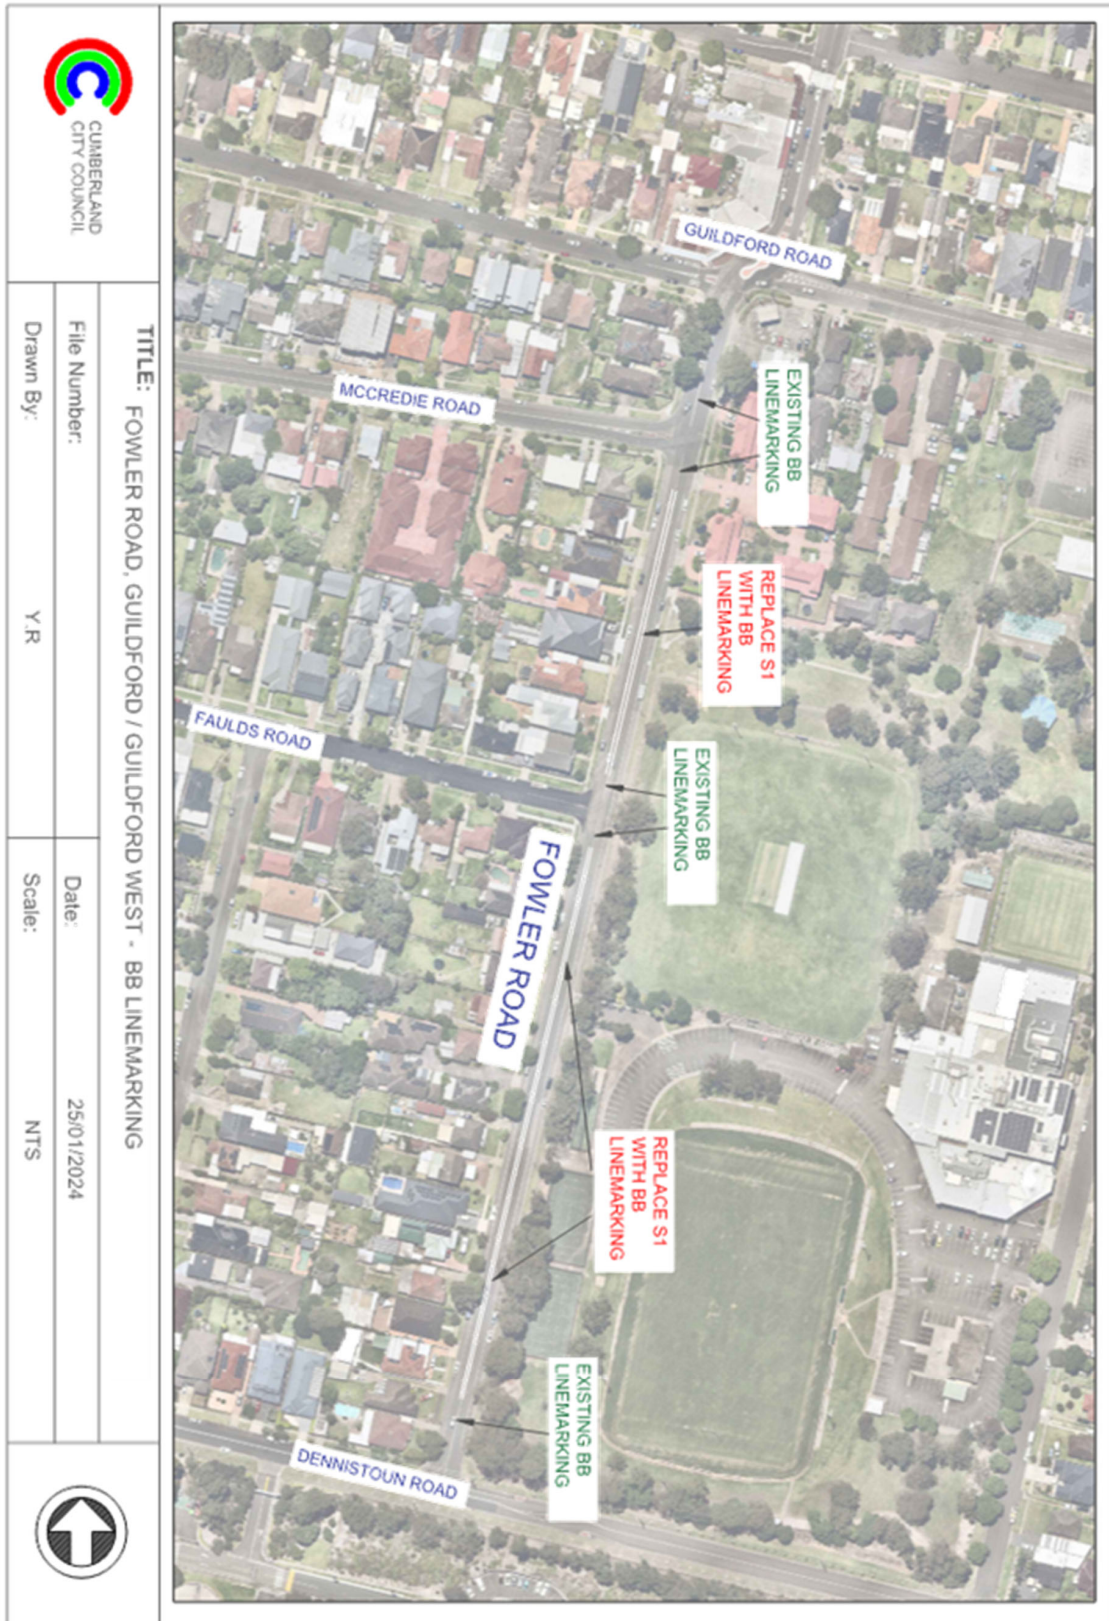 GUILDFORD ROAD
EXISTING BB
LINEMARKING
MCCREDIE ROAD
REPLACE S1
WITH BB
LINEMARKING
EXISTING BB
LINEMARKING
FAULDS ROAD
FOWLER ROAD
REPLACE S1
WITH BB
LINEMARKING
EXISTING BB
LINEMARKING
DENNISTOUN ROAD
CUMBERLAND
CITY COUNCIL
TITLE: FOWLER ROAD, GUILDFORD / GUILDFORD WEST - BB LINEMARKING
File Number:
Date: 25/01/2024
Drawn By: Y.R
Scale: NTS